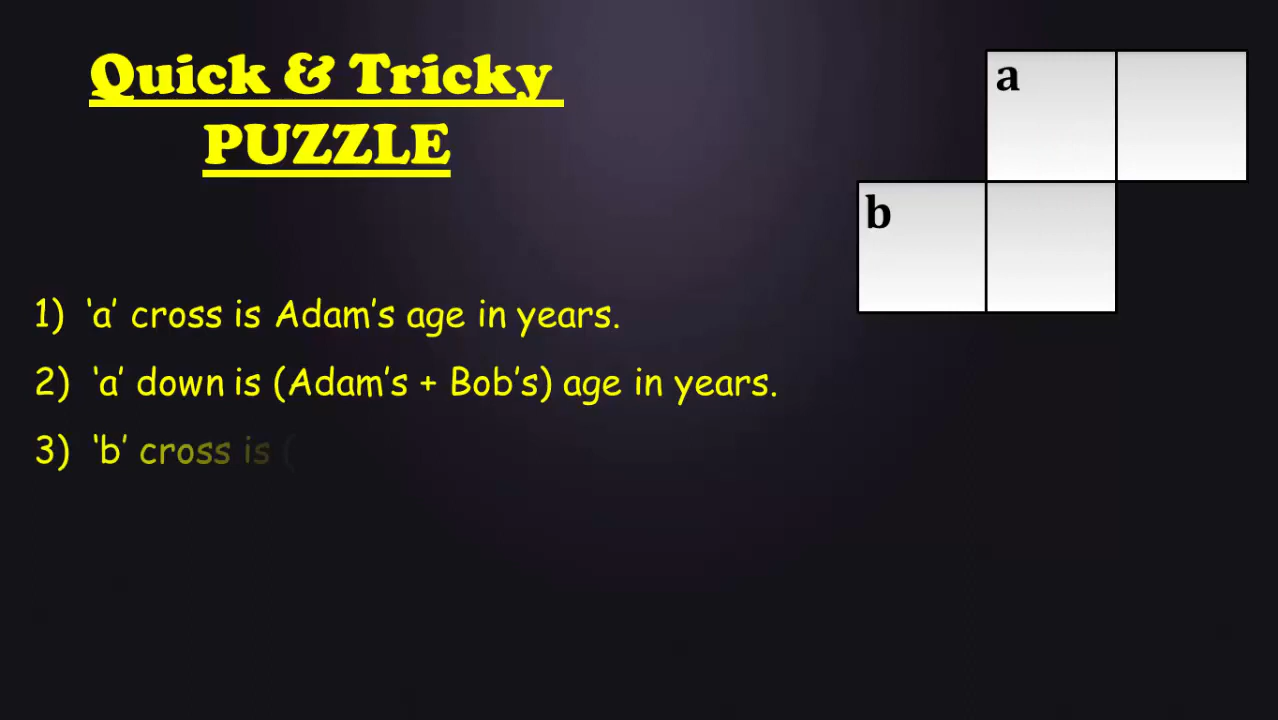 Quick & Tricky
PUZZLE
a
b
1) ‘a’ cross is Adam’s age in years.
2) ‘a’ down is (Adam’s + Bob’s) age in years.
3) ‘b’ cross is (